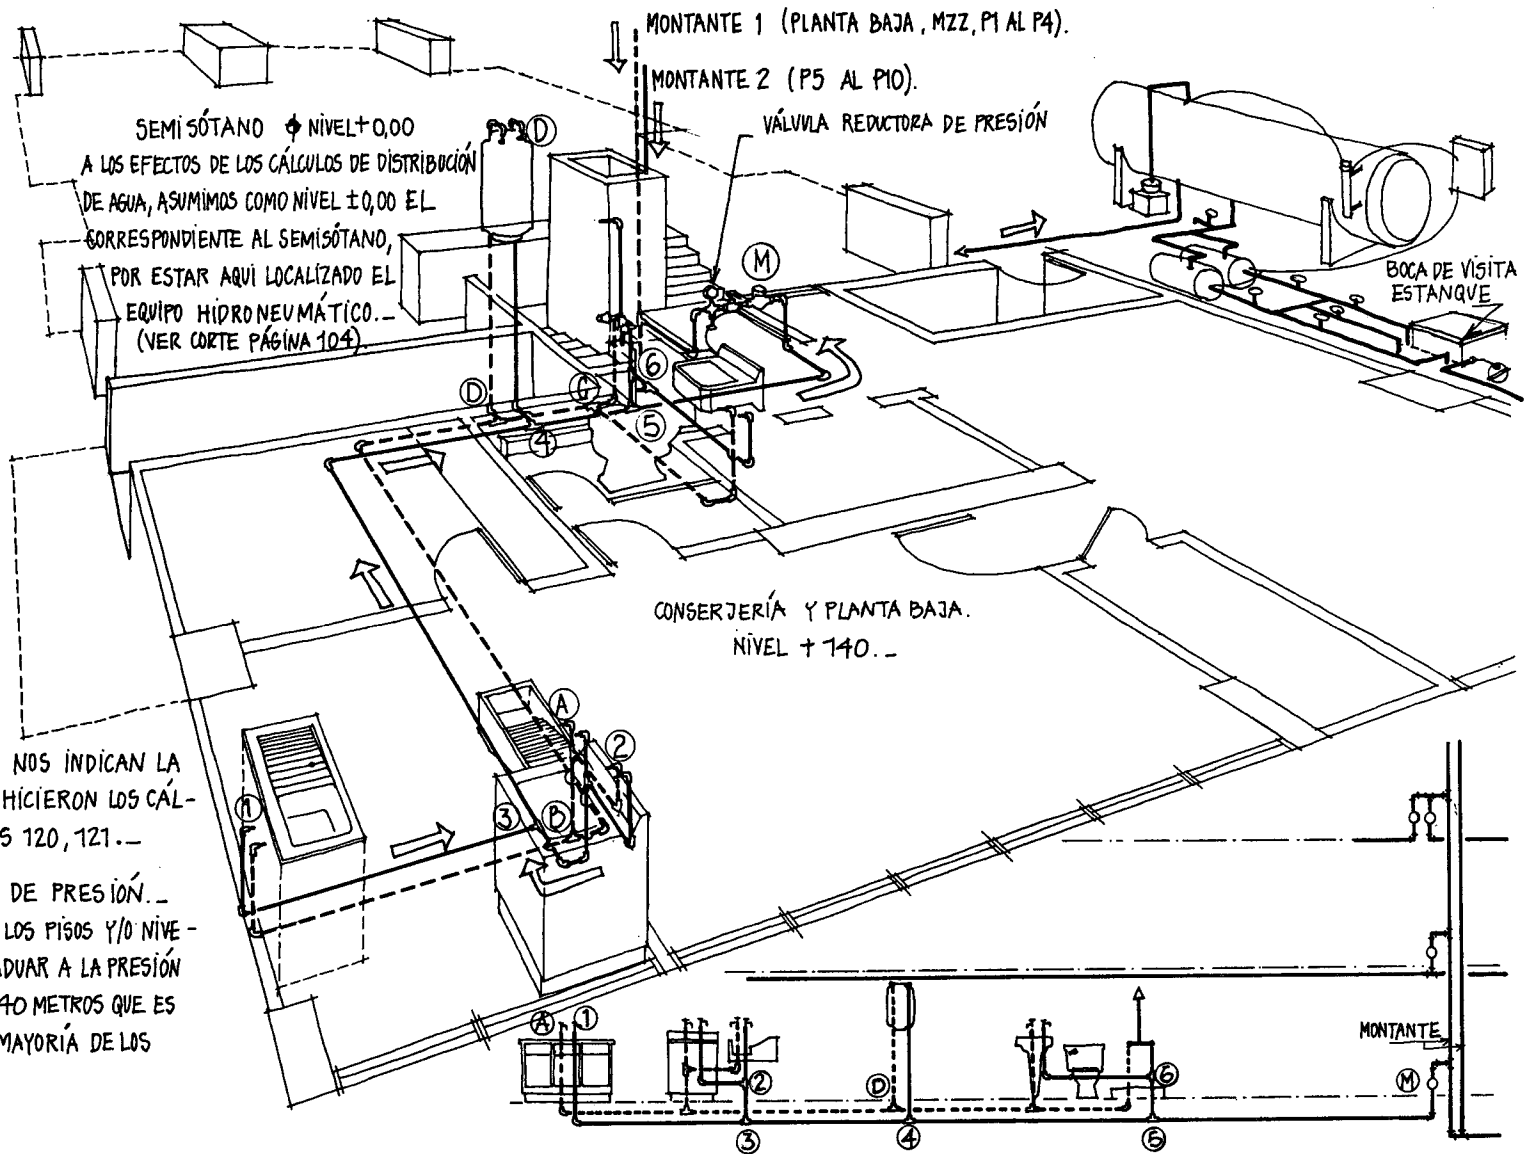 MONTANTE 1 (PLANTA BAJA, MZZ, P1 AL P4).
MONTANTE 2 (P5 AL P10).
VÁLVULA REDUCTORA DE PRESIÓN
SEMISÓTANO NIVEL+0,00
A LOS EFECTOS DE LOS CÁLCULOS DE DISTRIBUCIÓN
DE AGUA, ASUMIMOS COMO NIVEL ±0,00 EL
CORRESPONDIENTE AL SEMISÓTANO,
POR ESTAR AQUI LOCALIZADO EL
EQUIPO HIDRONEUMÁTICO._
(VER CORTE PÁGINA 104).
D
M
BOCA DE VISITA
ESTANQUE
6
D
G
5
4
CONSERJERÍA Y PLANTA BAJA.
NIVEL + 140._
A
2
NOS INDICAN LA
HICIERON LOS CÁL-
S 120, 121._
1
3
B
DE PRESIÓN._
LOS PISOS Y/O NIVE-
ADUAR A LA PRESIÓN
40 METROS QUE ES
MAYORÍA DE LOS
A
1
MONTANTE
2
D
6
M
3
4
5